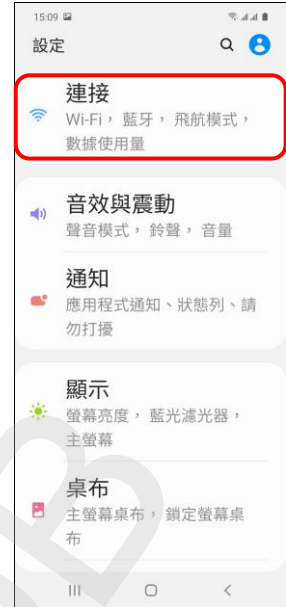 15:09
設定
連接
Wi-Fi， 藍牙， 飛航模式，
數據使用量
音效與震動
聲音模式， 鈴聲， 音量
通知
應用程式通知、狀態列、請
勿打擾
顯示
螢幕亮度， 藍光濾光器，
主螢幕
桌布
主螢幕桌布， 鎖定螢幕桌
布